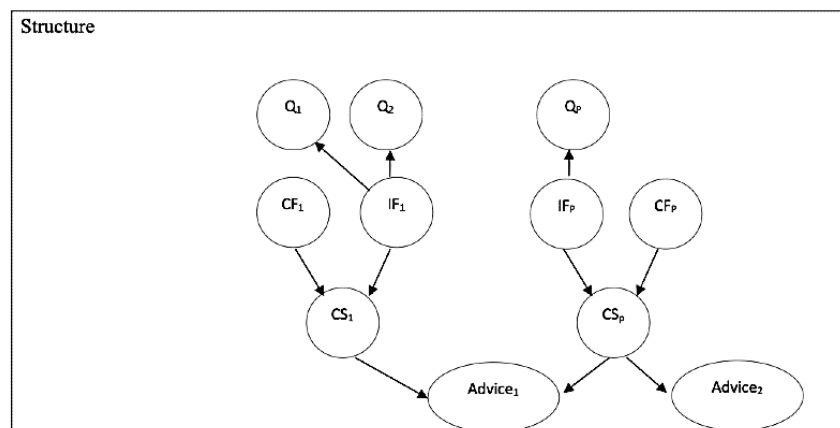 Structure
Q₁ Q₂ Qₚ
CF₁ IF₁ IFₚ CFₚ
CS₁ CSₚ
Advice₁ Advice₂